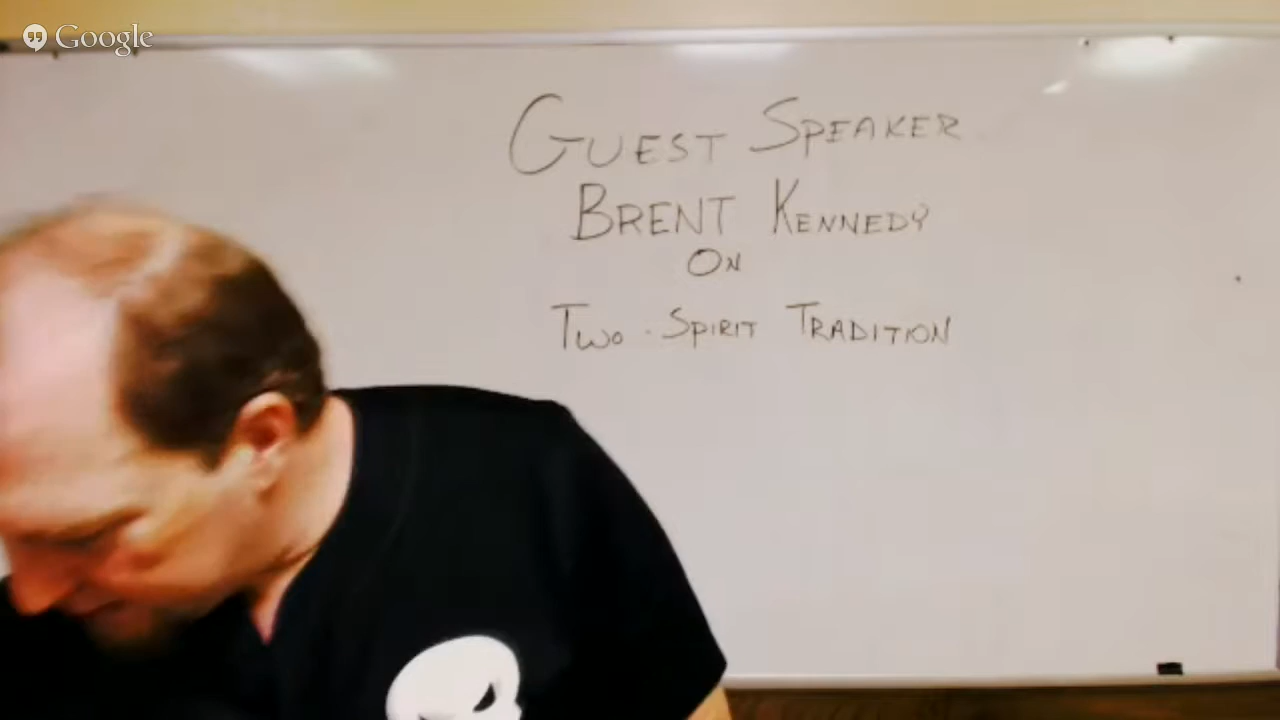 Google
GUEST SPEAKER
BRENT KENNEDY
ON
TWO-SPIRIT TRADITION